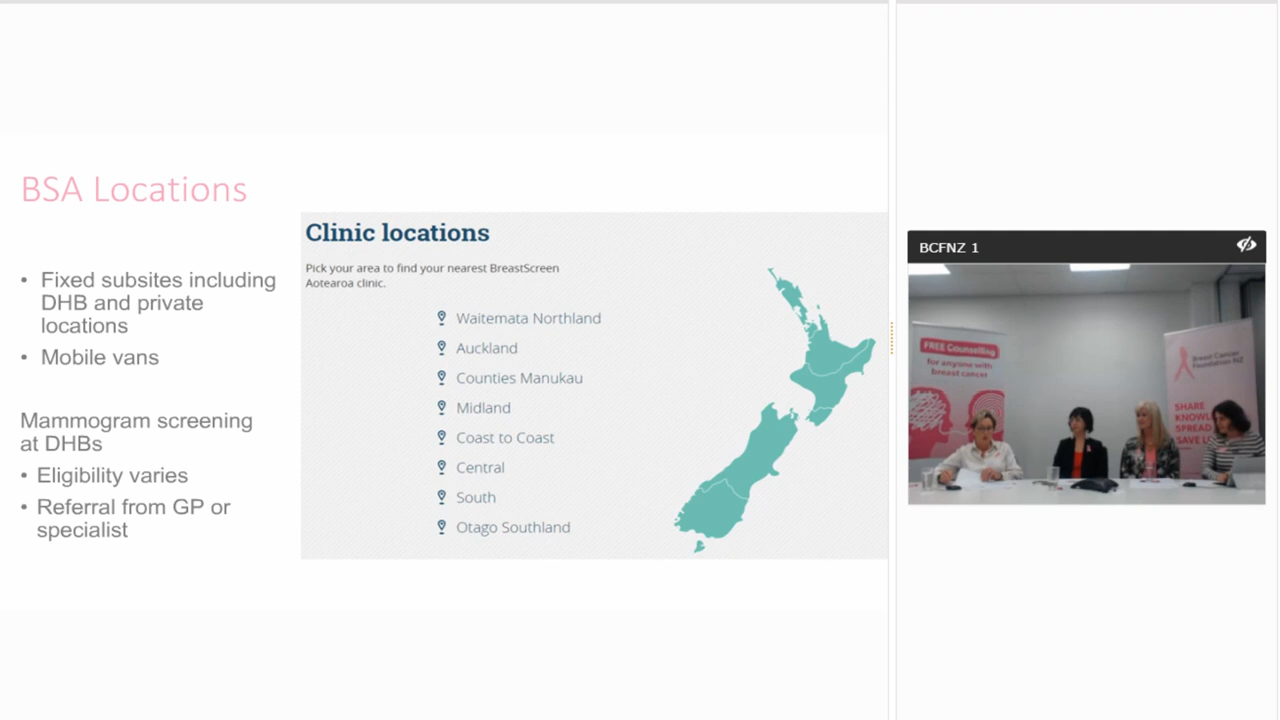 BSA Locations
• Fixed subsites including
DHB and private
locations
• Mobile vans
Mammogram screening
at DHBs
• Eligibility varies
• Referral from GP or
specialist
Clinic locations
Pick your area to find your nearest BreastScreen
Aotearoa clinic.
Waitemata Northland
Auckland
Counties Manukau
Midland
Coast to Coast
Central
South
Otago Southland
BCFNZ 1
FREE Counselling
for anyone with
breast cancer
Breast Cancer
Foundation NZ
SHARE
SPREAD
SAVE